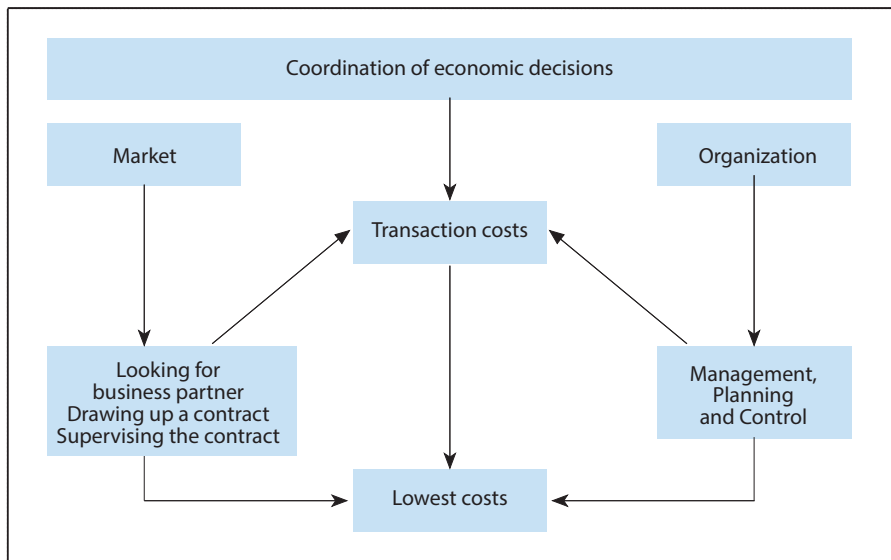 Coordination of economic decisions
Market
Organization
Transaction costs
Looking for
business partner
Drawing up a contract
Supervising the contract
Management,
Planning
and Control
Lowest costs